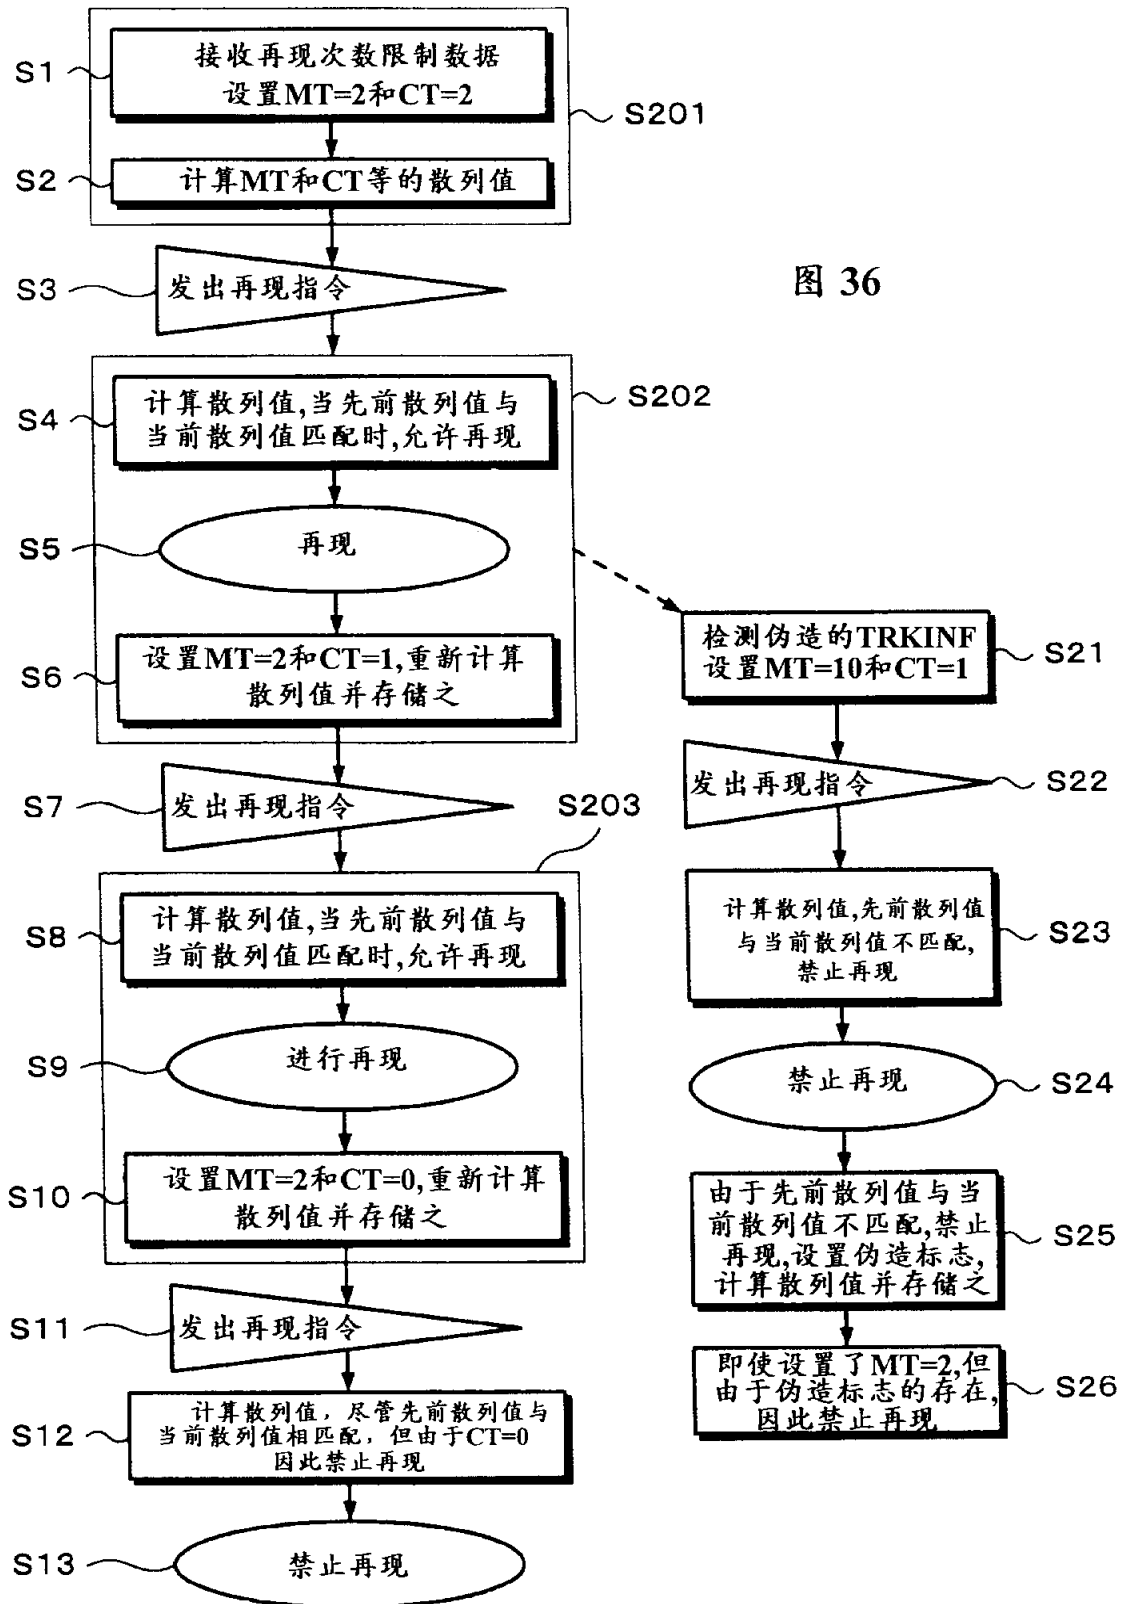 S1
接收再现次数限制数据
设置MT=2和CT=2
S201
S2
计算MT和CT等的散列值
S3
发出再现指令
图 36
S202
S4
计算散列值,当先前散列值与
当前散列值匹配时,允许再现
S5
再现
S6
设置MT=2和CT=1,重新计算
散列值并存储之
S7
发出再现指令
S203
S8
计算散列值,当先前散列值与
当前散列值匹配时,允许再现
S9
进行再现
S10
设置MT=2和CT=0,重新计算
散列值并存储之
S11
发出再现指令
S12
计算散列值，尽管先前散列值与
当前散列值相匹配，但由于CT=0
因此禁止再现
S13
禁止再现
检测伪造的TRKINF
设置MT=10和CT=1
S21
发出再现指令
S22
计算散列值,先前散列值
与当前散列值不匹配,
禁止再现
S23
禁止再现
S24
由于先前散列值与当
前散列值不匹配,禁止
再现,设置伪造标志,
计算散列值并存储之
S25
即使设置了MT=2,但
由于伪造标志的存在,
因此禁止再现
S26